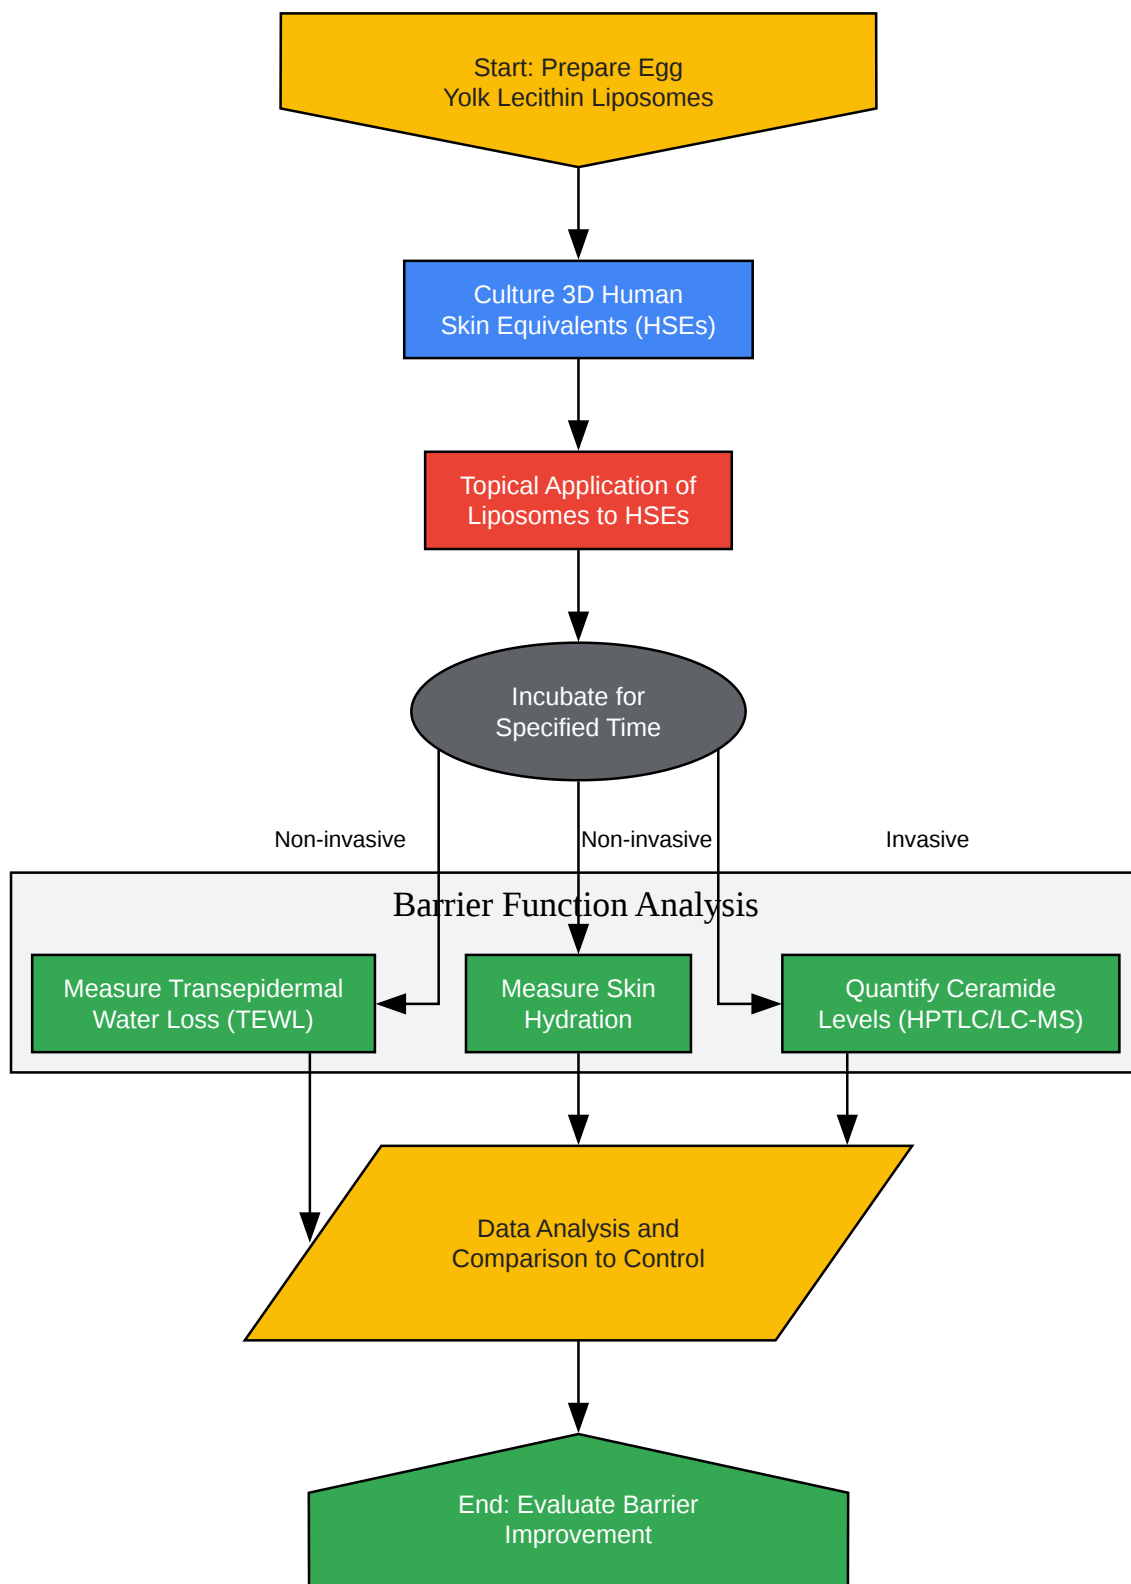 Start: Prepare Egg
Yolk Lecithin Liposomes
Culture 3D Human
Skin Equivalents (HSEs)
Topical Application of
Liposomes to HSEs
Incubate for
Specified Time
Non-invasive
Non-invasive
Invasive
Barrier Function Analysis
Measure Transepidermal
Water Loss (TEWL)
Measure Skin
Hydration
Quantify Ceramide
Levels (HPTLC/LC-MS)
Data Analysis and
Comparison to Control
End: Evaluate Barrier
Improvement